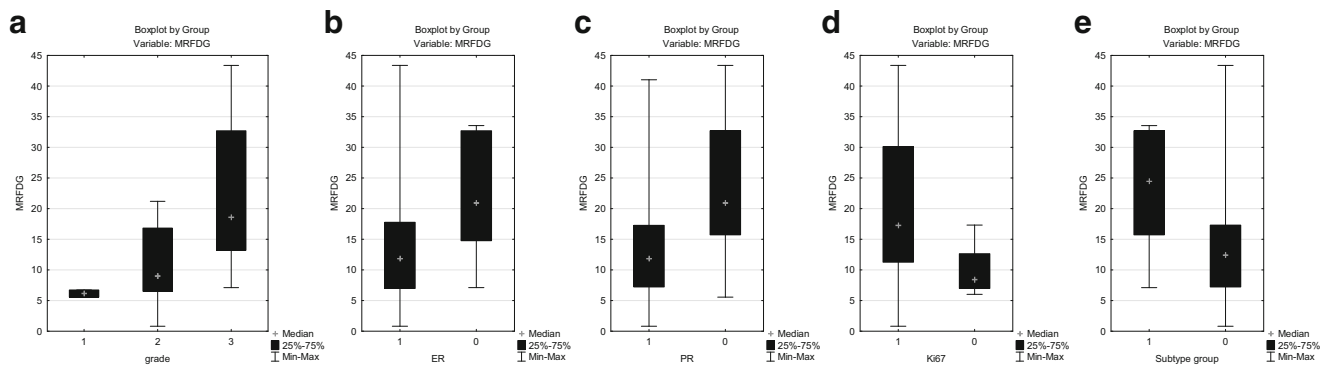 a
Boxplot by Group
Variable: MRFDG
45
40
35
30
25
20
15
10
5
0
MRFDG
1 2 3
grade
Median
25%-75%
Min-Max
b
Boxplot by Group
Variable: MRFDG
45
40
35
30
25
20
15
10
5
0
MRFDG
1 0
ER
Median
25%-75%
Min-Max
c
Boxplot by Group
Variable: MRFDG
45
40
35
30
25
20
15
10
5
0
MRFDG
1 0
PR
Median
25%-75%
Min-Max
d
Boxplot by Group
Variable: MRFDG
45
40
35
30
25
20
15
10
5
0
MRFDG
1 0
Ki67
Median
25%-75%
Min-Max
e
Boxplot by Group
Variable: MRFDG
45
40
35
30
25
20
15
10
5
0
MRFDG
1 0
Subtype group
Median
25%-75%
Min-Max